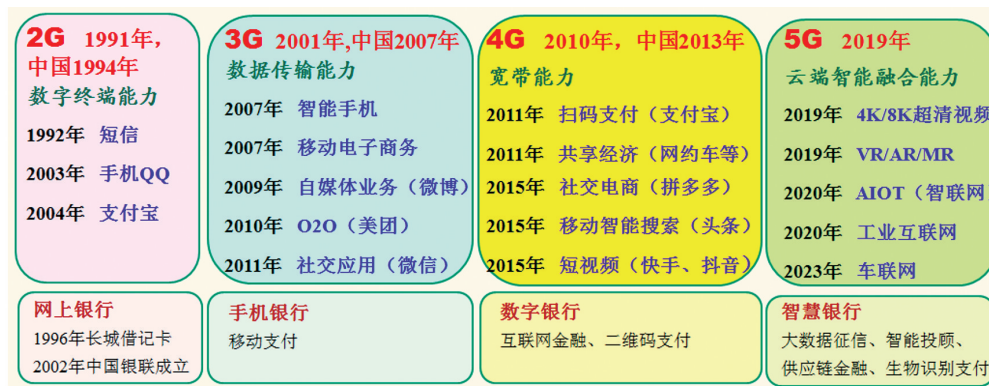 2G 1991年，
中国1994年
数字终端能力
1992年 短信
2003年 手机QQ
2004年 支付宝
3G 2001年,中国2007年
数据传输能力
2007年 智能手机
2007年 移动电子商务
2009年 自媒体业务（微博）
2010年 O2O（美团）
2011年 社交应用（微信）
4G 2010年，中国2013年
宽带能力
2011年 扫码支付（支付宝）
2011年 共享经济（网约车等）
2015年 社交电商（拼多多）
2015年 移动智能搜索（头条）
2015年 短视频（快手、抖音）
5G 2019年
云端智能融合能力
2019年 4K/8K超清视频
2019年 VR/AR/MR
2020年 AIOT（智联网
2020年 工业互联网
2023年 车联网
网上银行
1996年长城借记卡
2002年中国银联成立
手机银行
移动支付
数字银行
互联网金融、二维码支付
智慧银行
大数据征信、智能投顾、
供应链金融、生物识别支付